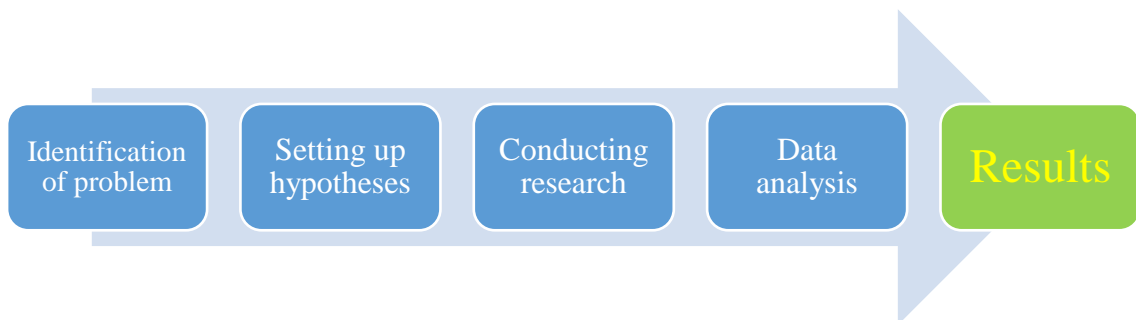 Identification
of problem
Setting up
hypotheses
Conducting
research
Data
analysis
Results